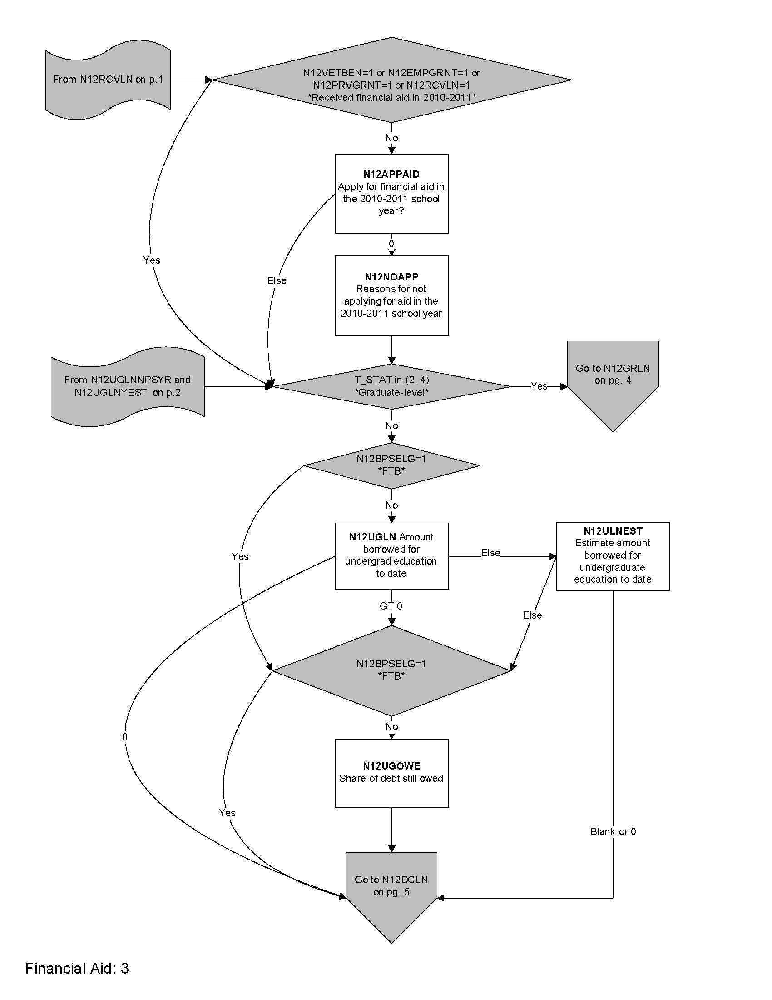 From N12RCVLN on p.1
N12VETBEN=1 or N12EMPGRNT=1 or
N12PRVGRNT=1 or N12RCVLN=1
*Received financial aid In 2010-2011*
No
N12APPAID
Apply for financial aid in
the 2010-2011 school
year?
0
Yes
Else
N12NOAPP
Reasons for not
applying for aid in the
2010-2011 school year
From N12UGLNNPSYR and
N12UGLNYEST on p.2
T_STAT in (2, 4)
*Graduate-level*
Yes
Go to N12GRLN
on pg. 4
No
N12BPSELG=1
*FTB*
No
Yes
N12UGLN Amount
borrowed for
undergrad education
to date
Else
N12ULNEST
Estimate amount
borrowed for
undergraduate
education to date
GT 0
Else
N12BPSELG=1
*FTB*
No
0
N12UGOWE
Share of debt still owed
Yes
Blank or 0
Go to N12DCLN
on pg. 5
Financial Aid: 3